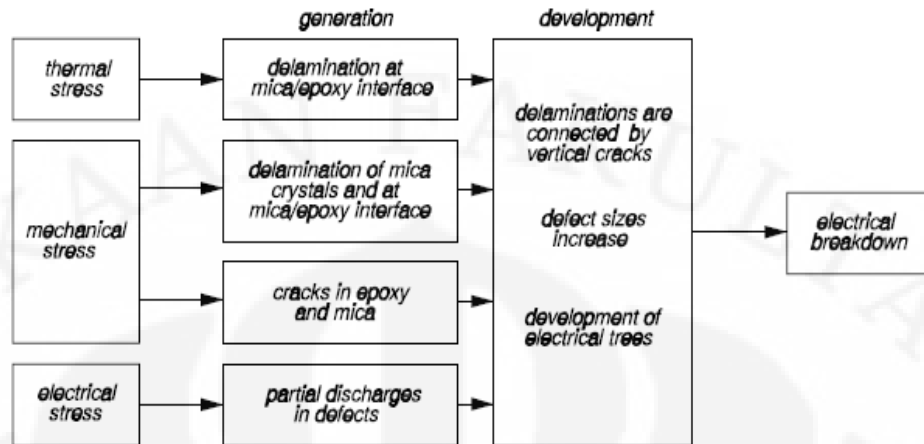 generation
development
thermal
stress
delamination at
mica/epoxy interface
mechanical
stress
delamination of mica
crystals and at
mica/epoxy interface
cracks in epoxy
and mica
electrical
stress
partial discharges
in defects
delaminations are
connected by
vertical cracks
defect sizes
increase
development of
electrical trees
electrical
breakdown